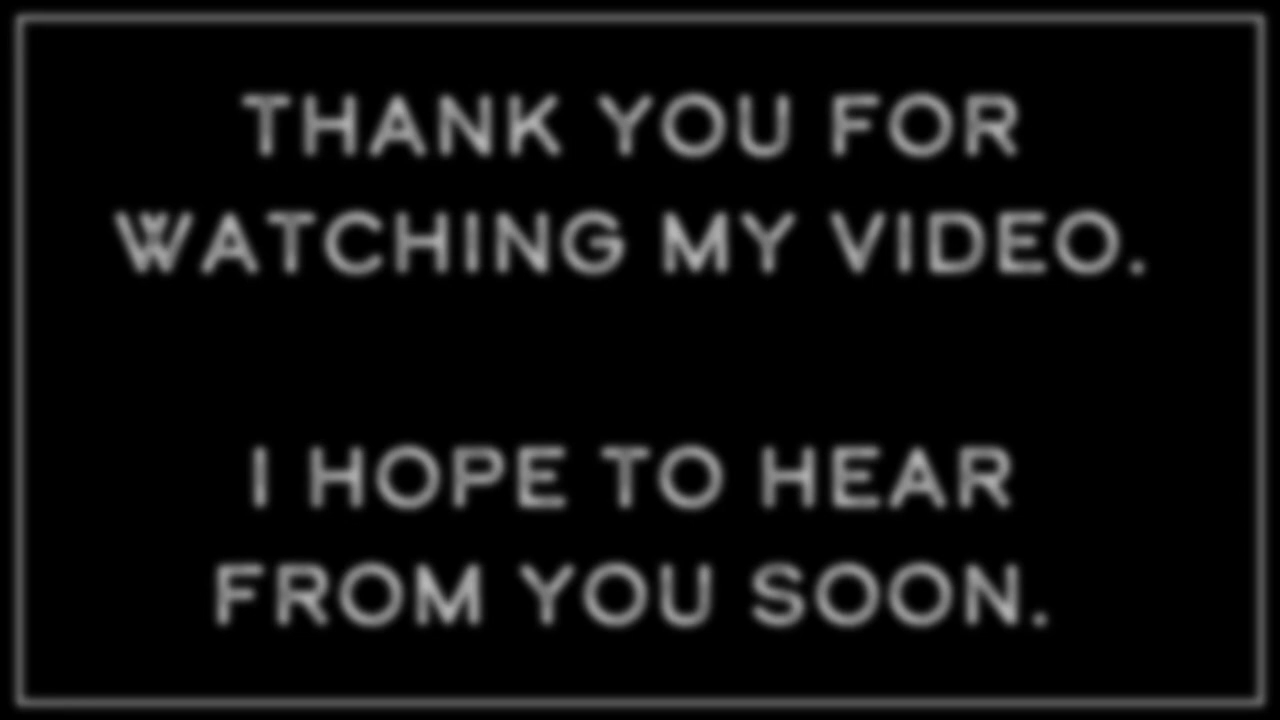 THANK YOU FOR
WATCHING MY VIDEO.
I HOPE TO HEAR
FROM YOU SOON.